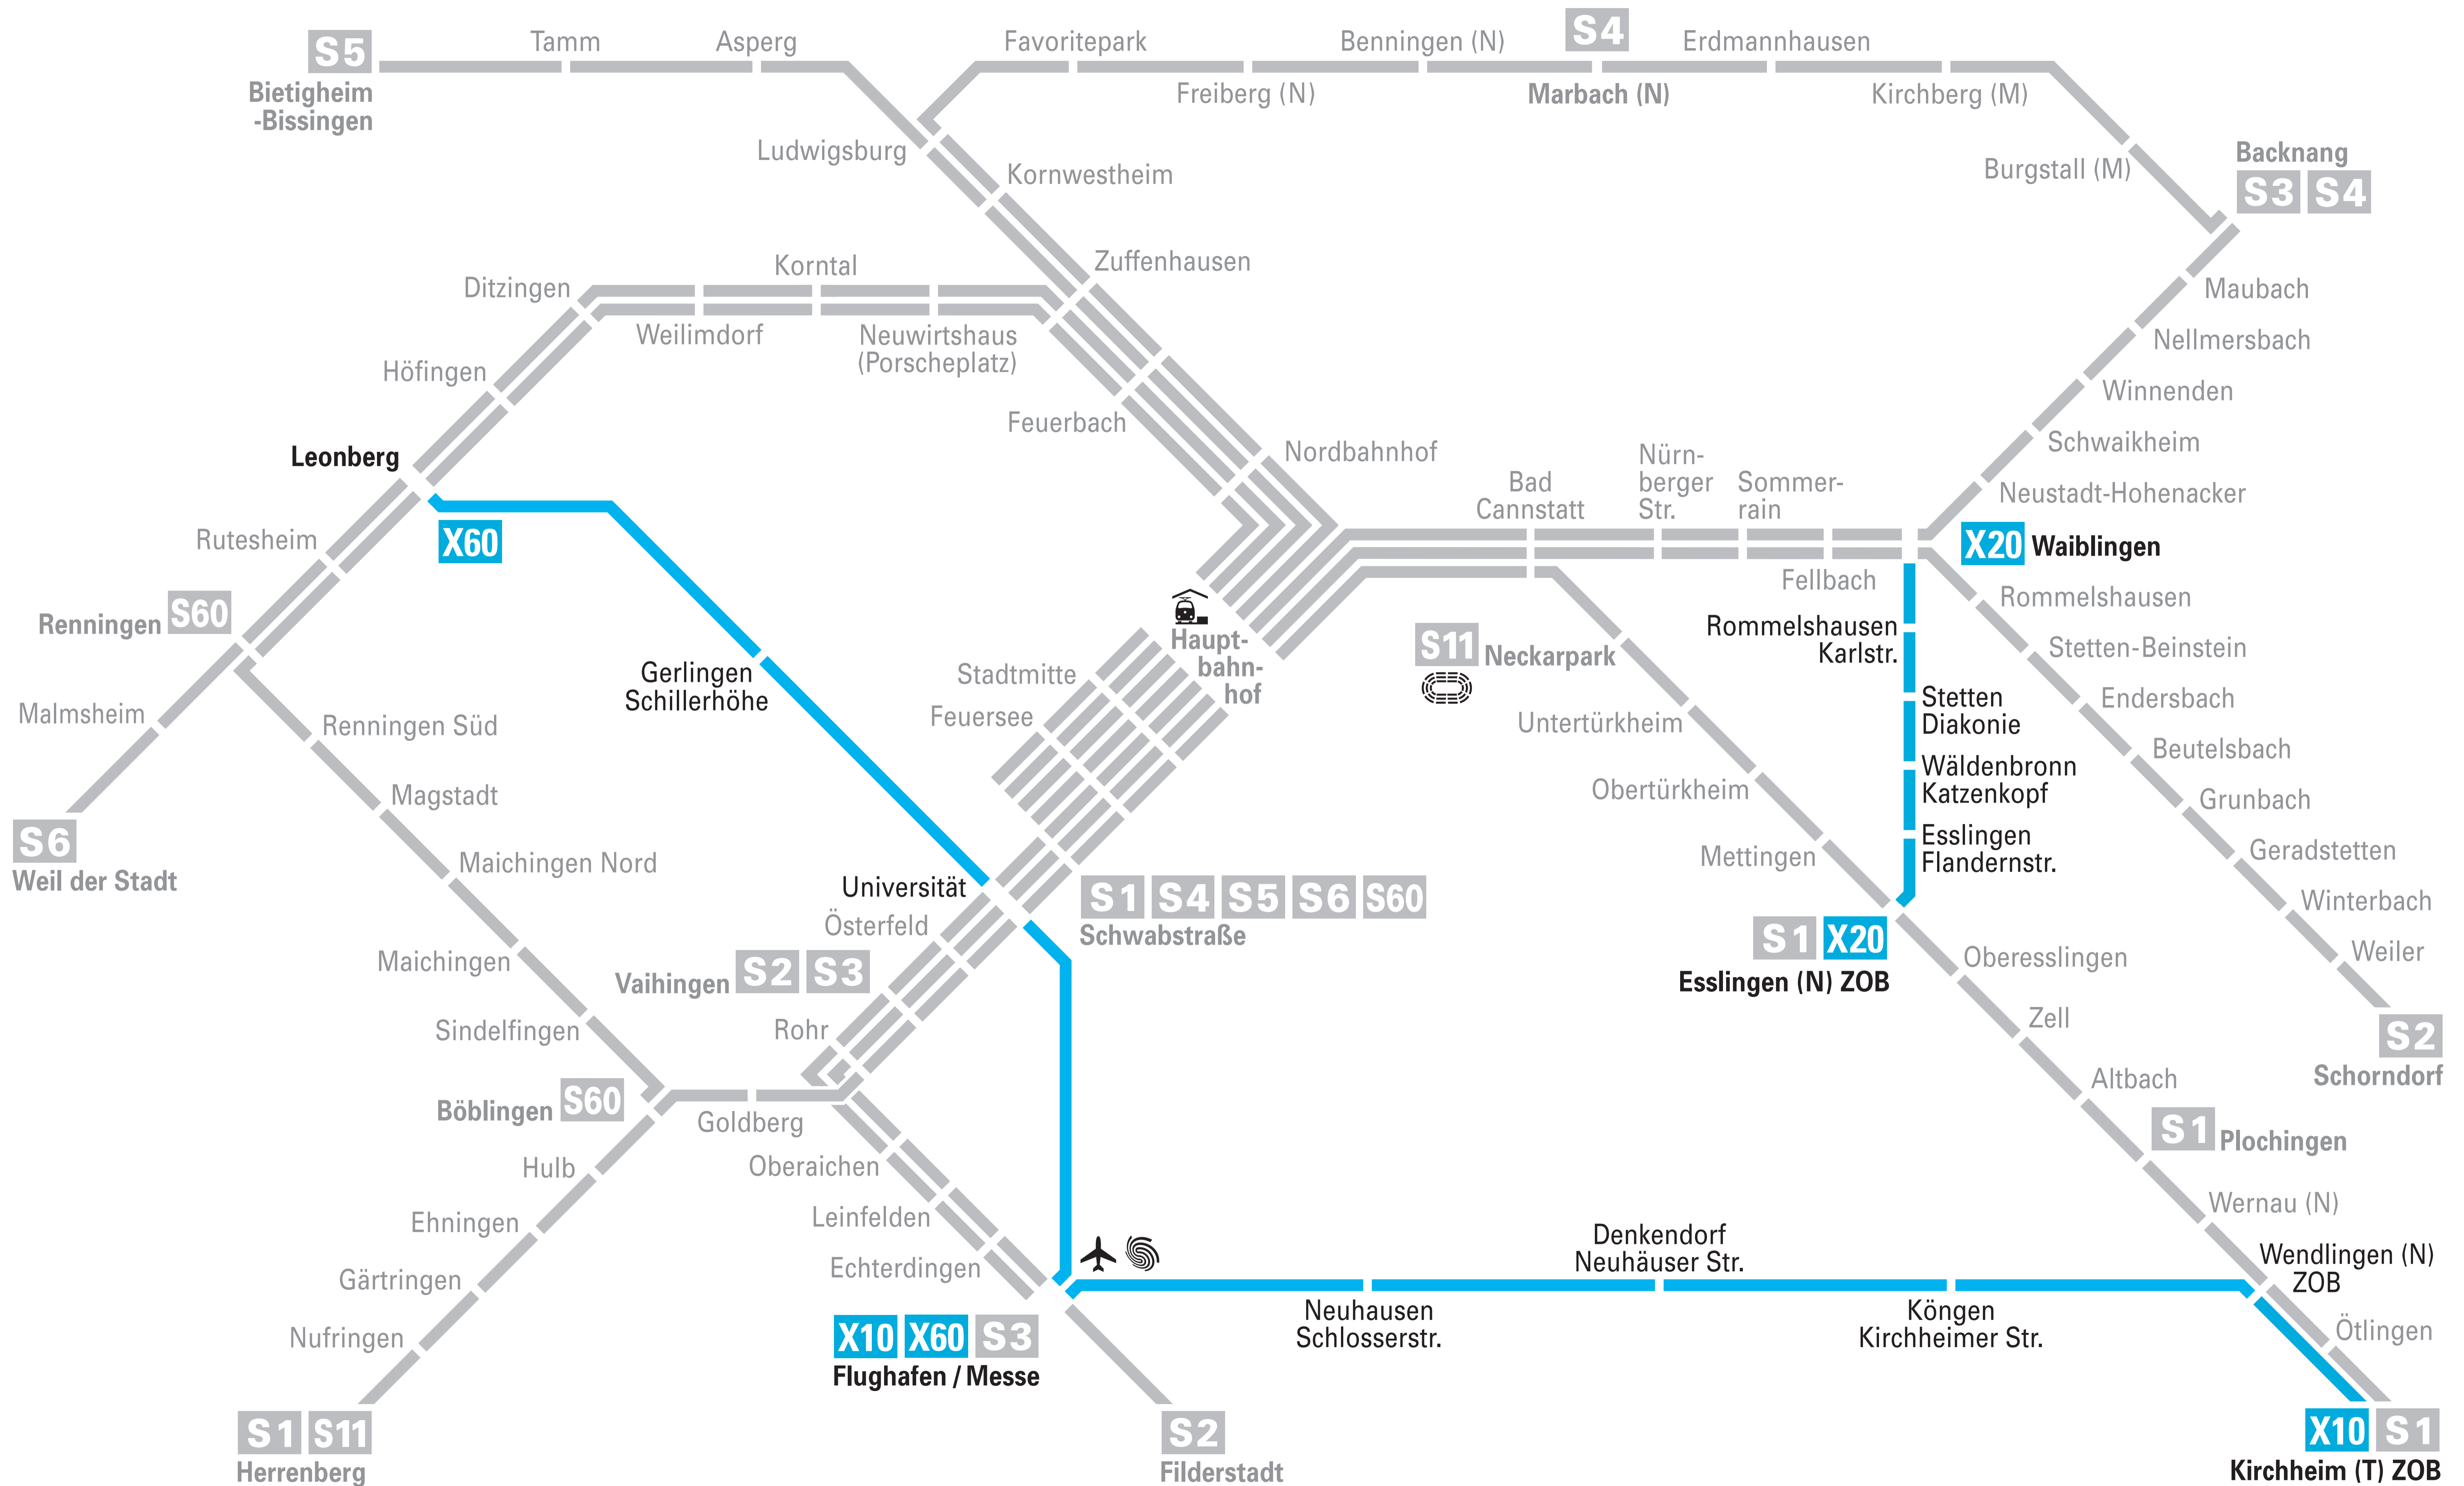 S5
Bietigheim
-Bissingen
Tamm
Asperg
Favoritepark
Freiberg (N)
Benningen (N)
S4
Marbach (N)
Erdmannhausen
Kirchberg (M)
Burgstall (M)
Backnang
S3 S4
Ludwigsburg
Kornwestheim
Zuffenhausen
Maubach
Nellmersbach
Winnenden
Schwaikheim
Neustadt-Hohenacker
Ditzingen
Korntal
Weilimdorf
Neuwirtshaus
(Porscheplatz)
Höfingen
Feuerbach
Nordbahnhof
Leonberg
X60
Rutesheim
Renningen S60
Malmsheim
S6
Weil der Stadt
Bad
Cannstatt
Nürn-
berger
Str.
Sommer-
rain
Fellbach
X20 Waiblingen
Rommelshausen
Stetten-Beinstein
Endersbach
Beutelsbach
Grunbach
Geradstetten
Winterbach
Weiler
S2
Schorndorf
Rommelshausen
Karlstr.
Stetten
Diakonie
Wäldenbronn
Katzenkopf
Esslingen
Flandernstr.
Haupt-
bahn-
hof
Stadtmitte
Feuersee
S11 Neckarpark
Untertürkheim
Obertürkheim
Mettingen
S1 X20
Esslingen (N) ZOB
Gerlingen
Schillerhöhe
Renningen Süd
Magstadt
Maichingen Nord
Maichingen
Sindelfingen
Böblingen S60
Universität
Österfeld
Vaihingen S2 S3
Rohr
S1 S4 S5 S6 S60
Schwabstraße
Oberesslingen
Zell
Altbach
S1 Plochingen
Wernau (N)
Wendlingen (N)
ZOB
Ötlingen
X10 S1
Kirchheim (T) ZOB
Goldberg
Hulb
Ehningen
Gärtringen
Nufringen
S1 S11
Herrenberg
Oberaichen
Leinfelden
Echterdingen
X10 X60 S3
Flughafen / Messe
S2
Filderstadt
Neuhausen
Schlosserstr.
Denkendorf
Neuhäuser Str.
Köngen
Kirchheimer Str.